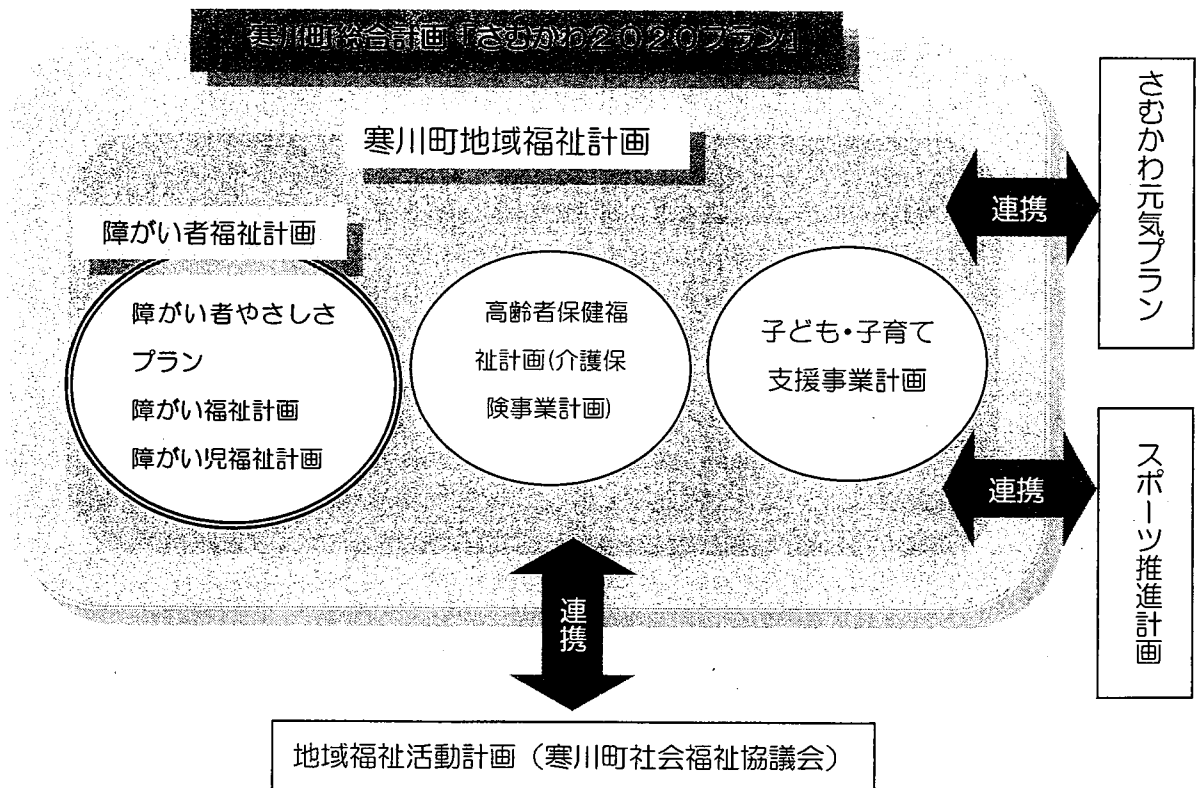 寒川町総合計画「さむかわ2020プラン」
寒川町地域福祉計画
障がい者福祉計画
障がい者やさしさ
プラン
障がい福祉計画
障がい児福祉計画
高齢者保健福
祉計画(介護保
険事業計画)
子ども・子育て
支援事業計画
連携
さむかわ元気プラン
連携
スポーツ推進計画
連携
地域福祉活動計画（寒川町社会福祉協議会）